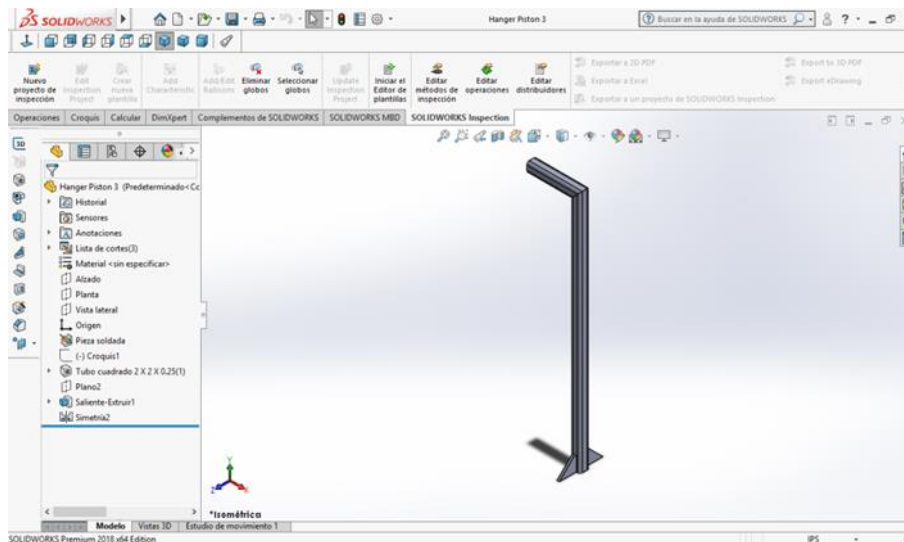 SOLIDWORKS
Hanger Piston 3
Buscar en la ayuda de SOLIDWORKS
Nuevo proyecto de inspección
Edit Inspection Project
Crear nueva plantilla
Add Characteristic
Add/Edit Balloons
Eliminar globos
Seleccionar globos
Update Inspection Project
Iniciar el Editor de plantillas
Editar métodos de inspección
Editar operaciones
Editar distribuidores
Exportar a 2D PDF
Exportar a Excel
Exportar a un proyecto de SOLIDWORKS Inspection
Export to 3D PDF
Export eDrawing
Operaciones Croquis Calcular DimXpert Complementos de SOLIDWORKS SOLIDWORKS MBD SOLIDWORKS Inspection
Hanger Piston 3 (Predeterminado<Cc
Historial
Sensores
Anotaciones
Lista de cortes(3)
Material <sin especificar>
Alzado
Planta
Vista lateral
Origen
Pieza soldada
(-) Croquis1
Tubo cuadrado 2 X 2 X 0.25(1)
Plano2
Saliente-Extruir1
Simetría2
*Isométrica
Modelo Vistas 3D Estudio de movimiento 1
SOLIDWORKS Premium 2018 x64 Edition
IPS